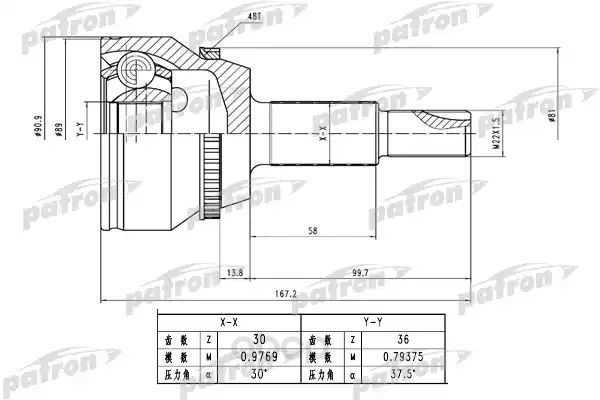 48T
patron patron patron
ø90.9
ø89
Y-Y
X-X
M22X1.5
ø81
patron patron patron
58
13.8
99.7
167.2
patron patron patron
X-X Y-Y
齿 数 Z 30 齿 数 Z 36
模 数 M 0.9769 模 数 M 0.79375
压力角 α 30° 压力角 α 37.5°
patron patron patron